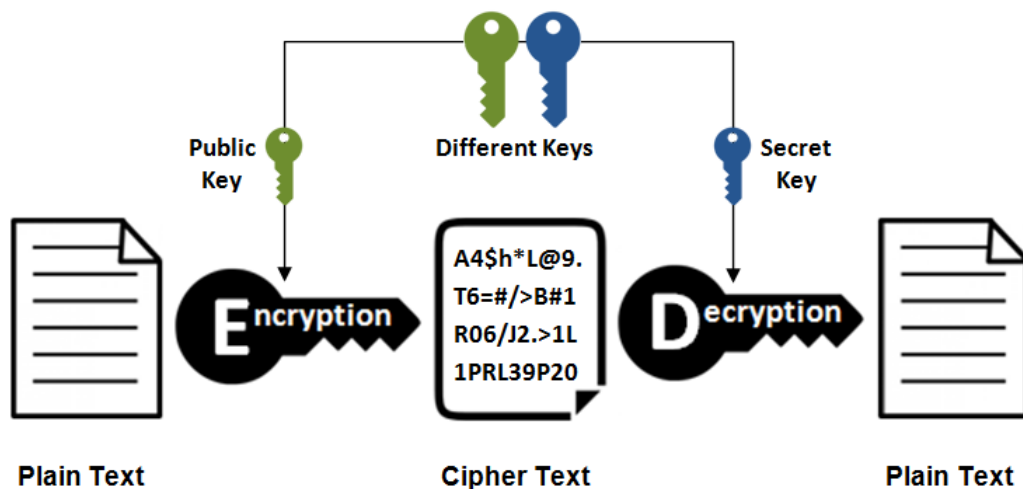 Public
Key
Different Keys
Secret
Key
Encryption
A4$h*L@9.
T6=#/>B#1
R06/J2.>1L
1PRL39P20
Decryption
Plain Text
Cipher Text
Plain Text